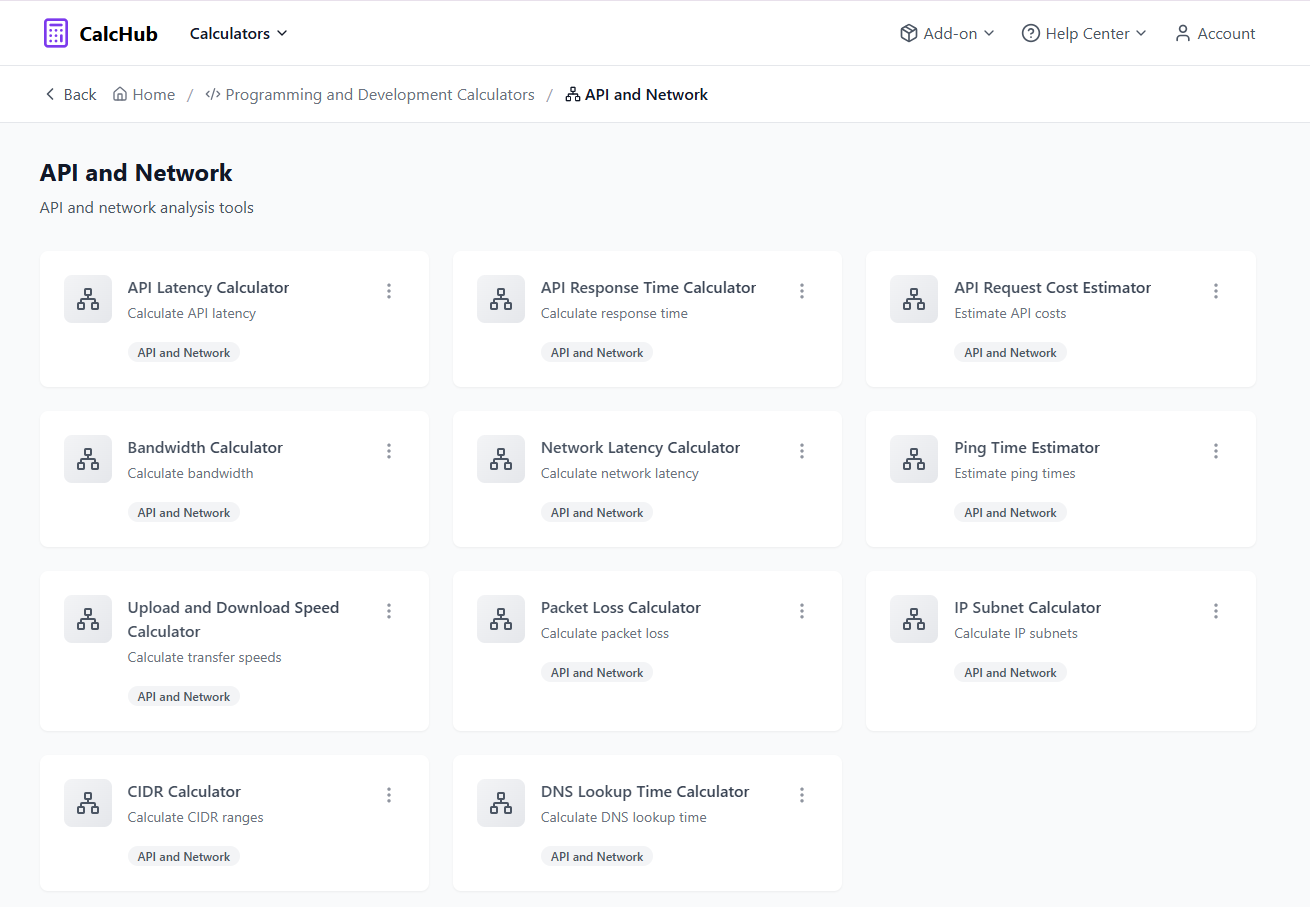 CalcHub
Calculators
Add-on
Help Center
Account
Back
Home
/
Programming and Development Calculators
/
API and Network
API and Network
API and network analysis tools
API Latency Calculator
Calculate API latency
API and Network
API Response Time Calculator
Calculate response time
API and Network
API Request Cost Estimator
Estimate API costs
API and Network
Bandwidth Calculator
Calculate bandwidth
API and Network
Network Latency Calculator
Calculate network latency
API and Network
Ping Time Estimator
Estimate ping times
API and Network
Upload and Download Speed
Calculator
Calculate transfer speeds
API and Network
Packet Loss Calculator
Calculate packet loss
API and Network
IP Subnet Calculator
Calculate IP subnets
API and Network
CIDR Calculator
Calculate CIDR ranges
API and Network
DNS Lookup Time Calculator
Calculate DNS lookup time
API and Network